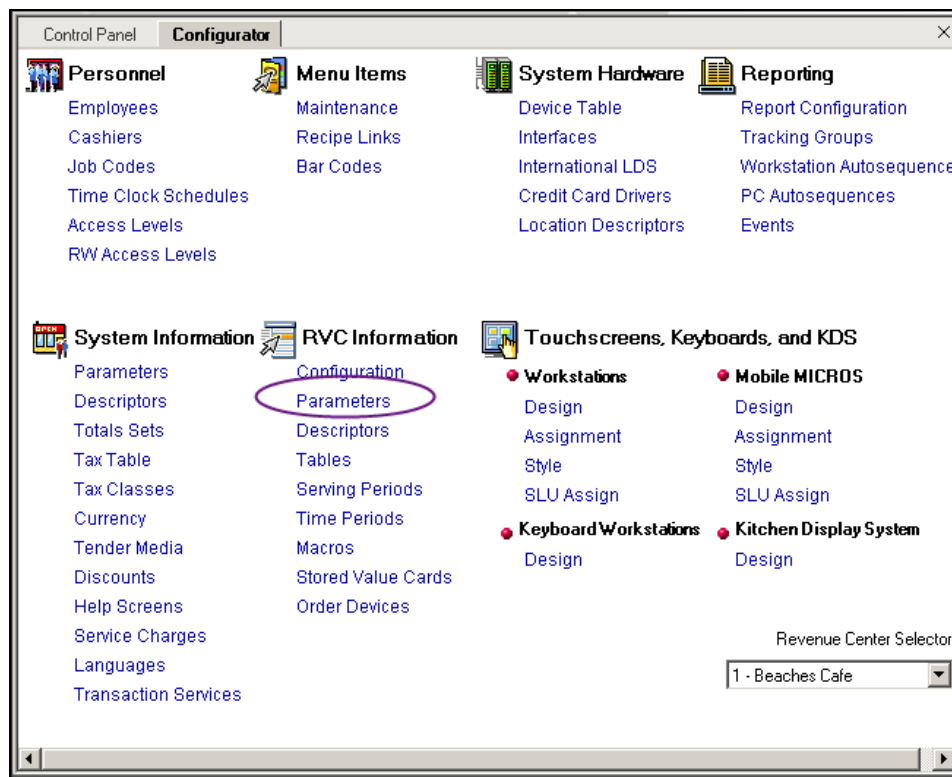 Control Panel
Configurator
Personnel
Employees
Cashiers
Job Codes
Time Clock Schedules
Access Levels
RW Access Levels
Menu Items
Maintenance
Recipe Links
Bar Codes
System Hardware
Device Table
Interfaces
International LDS
Credit Card Drivers
Location Descriptors
Reporting
Report Configuration
Tracking Groups
Workstation Autosequence
PC Autosequences
Events
OPEN
System Information
Parameters
Descriptors
Totals Sets
Tax Table
Tax Classes
Currency
Tender Media
Discounts
Help Screens
Service Charges
Languages
Transaction Services
RVC Information
Configuration
Parameters
Descriptors
Tables
Serving Periods
Time Periods
Macros
Stored Value Cards
Order Devices
Touchscreens, Keyboards, and KDS
Workstations
Design
Assignment
Style
SLU Assign
Keyboard Workstations
Design
Mobile MICROS
Design
Assignment
Style
SLU Assign
Kitchen Display System
Design
Revenue Center Selector
1 - Beaches Cafe